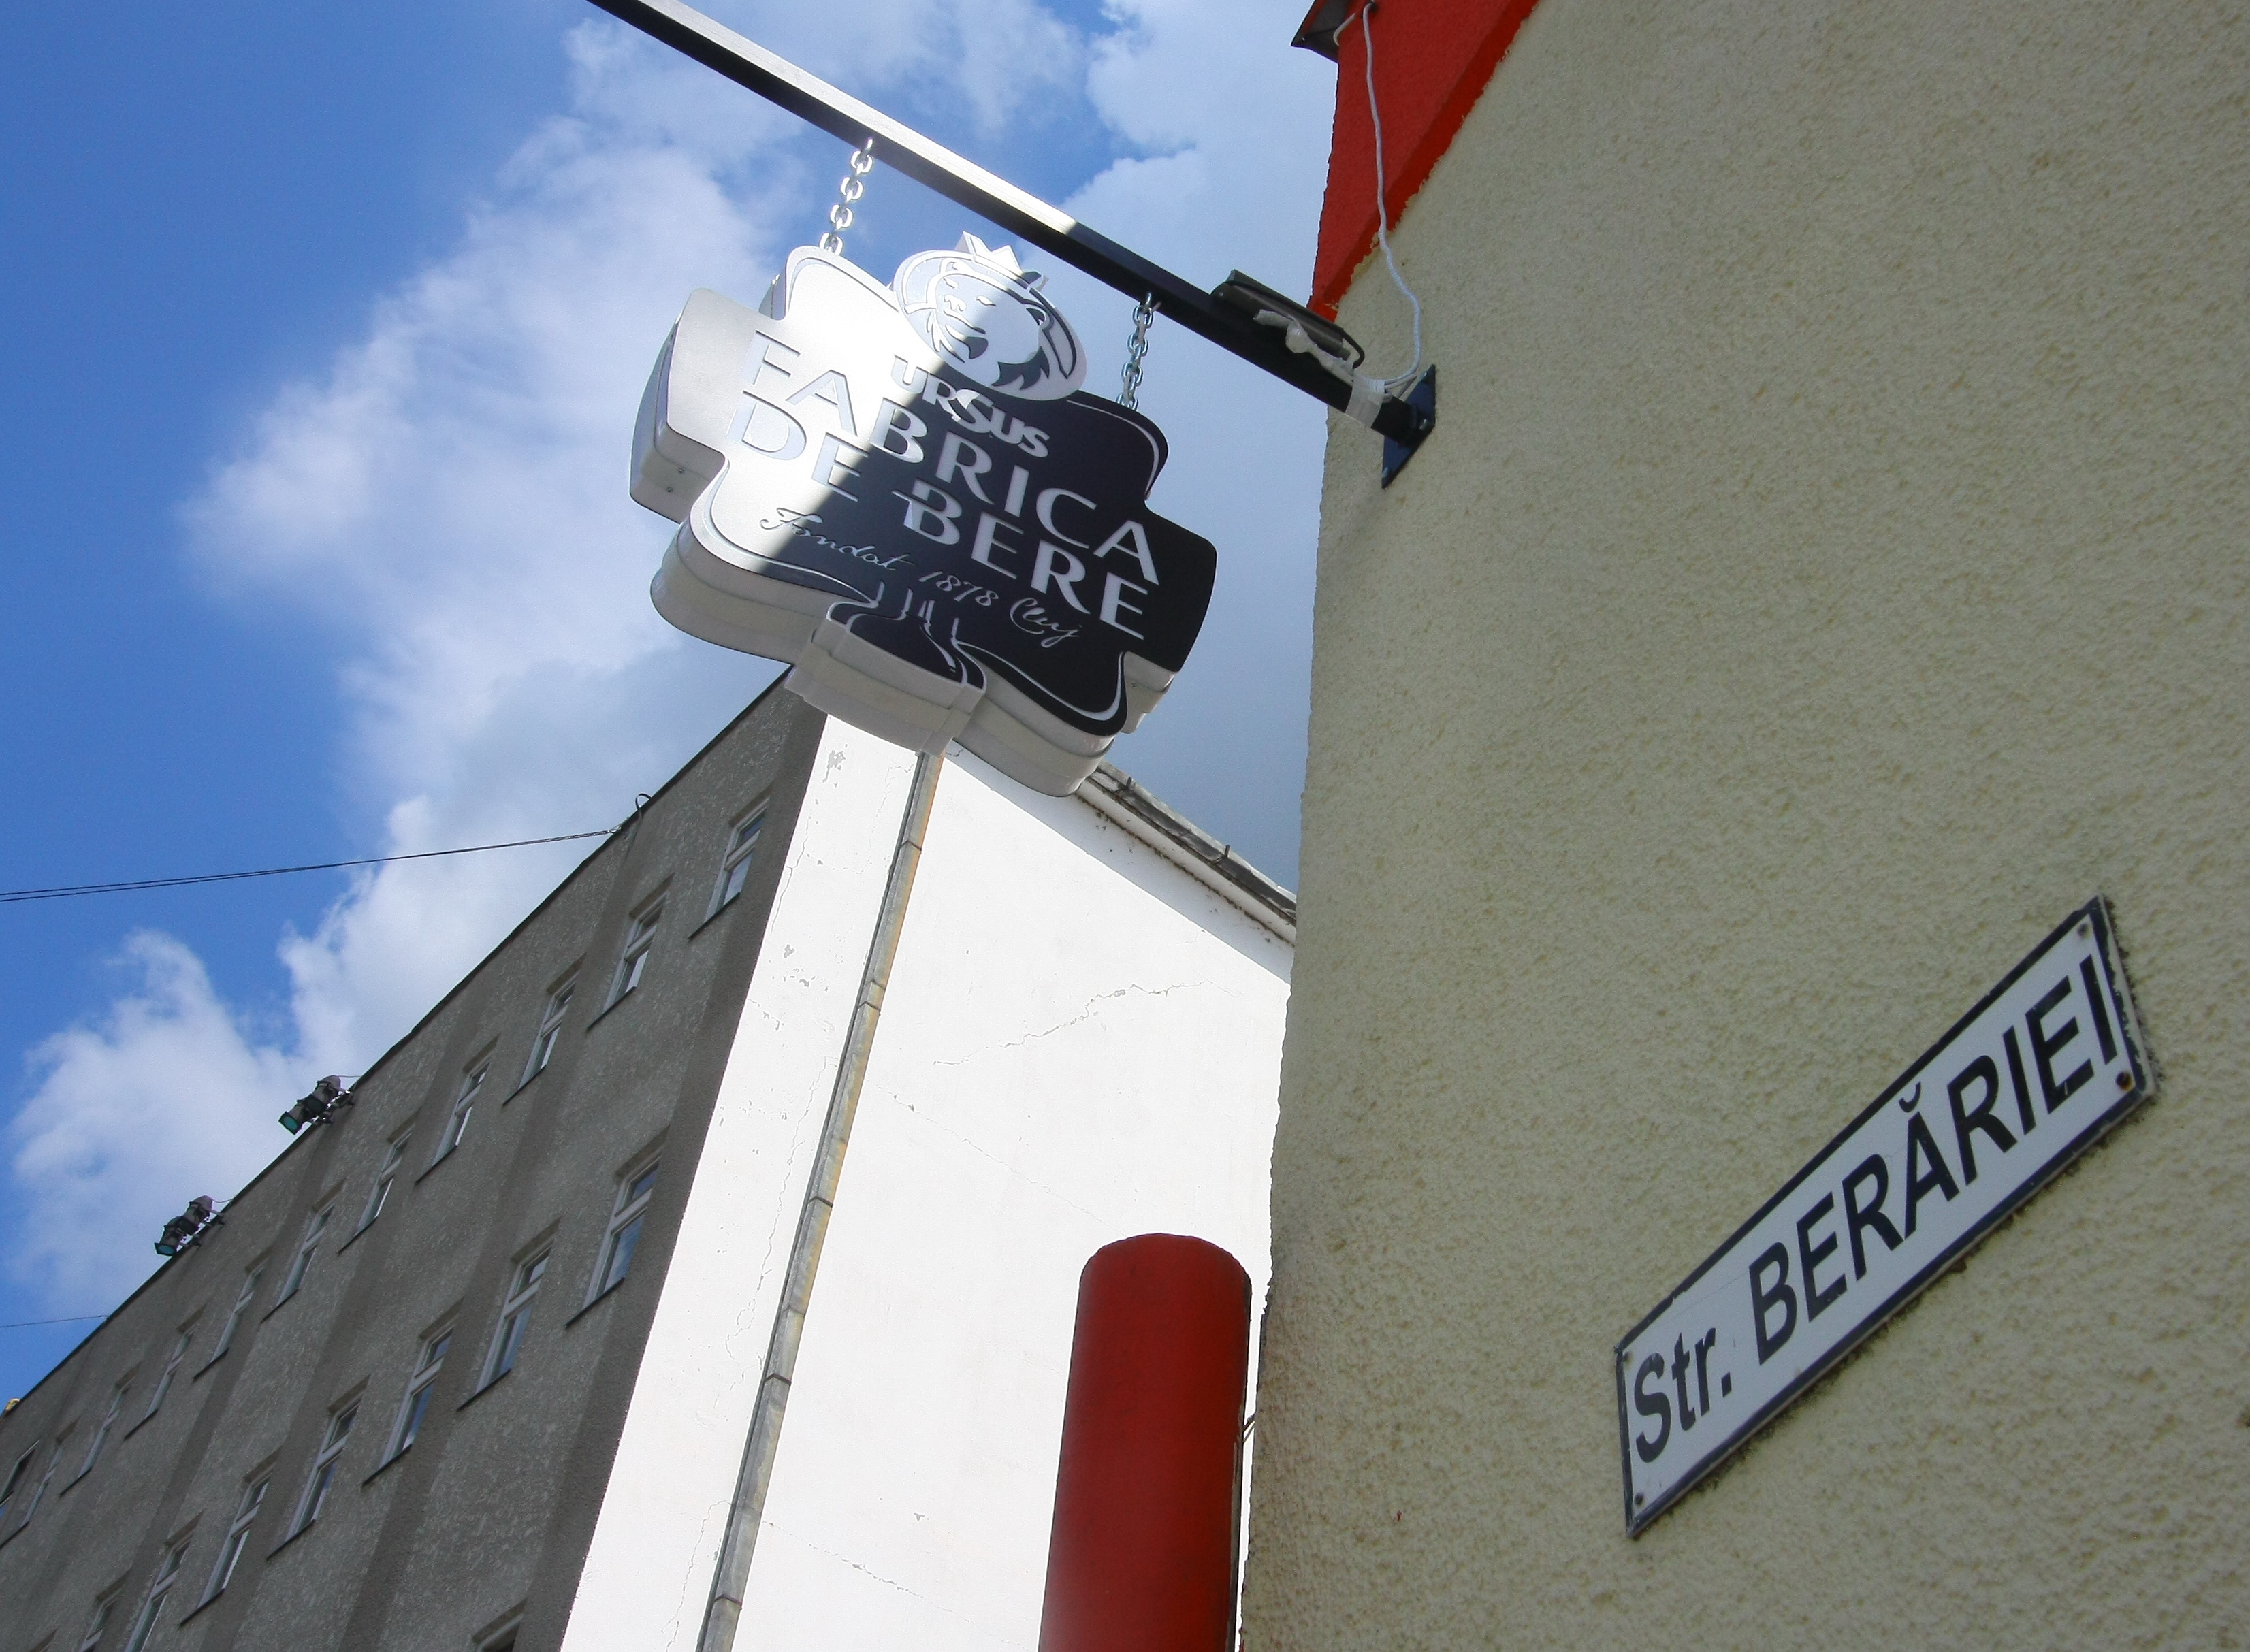 URSUS
FABRICA
DE BERE
Fondat 1878 Cluj
Str. BERĂRIEI